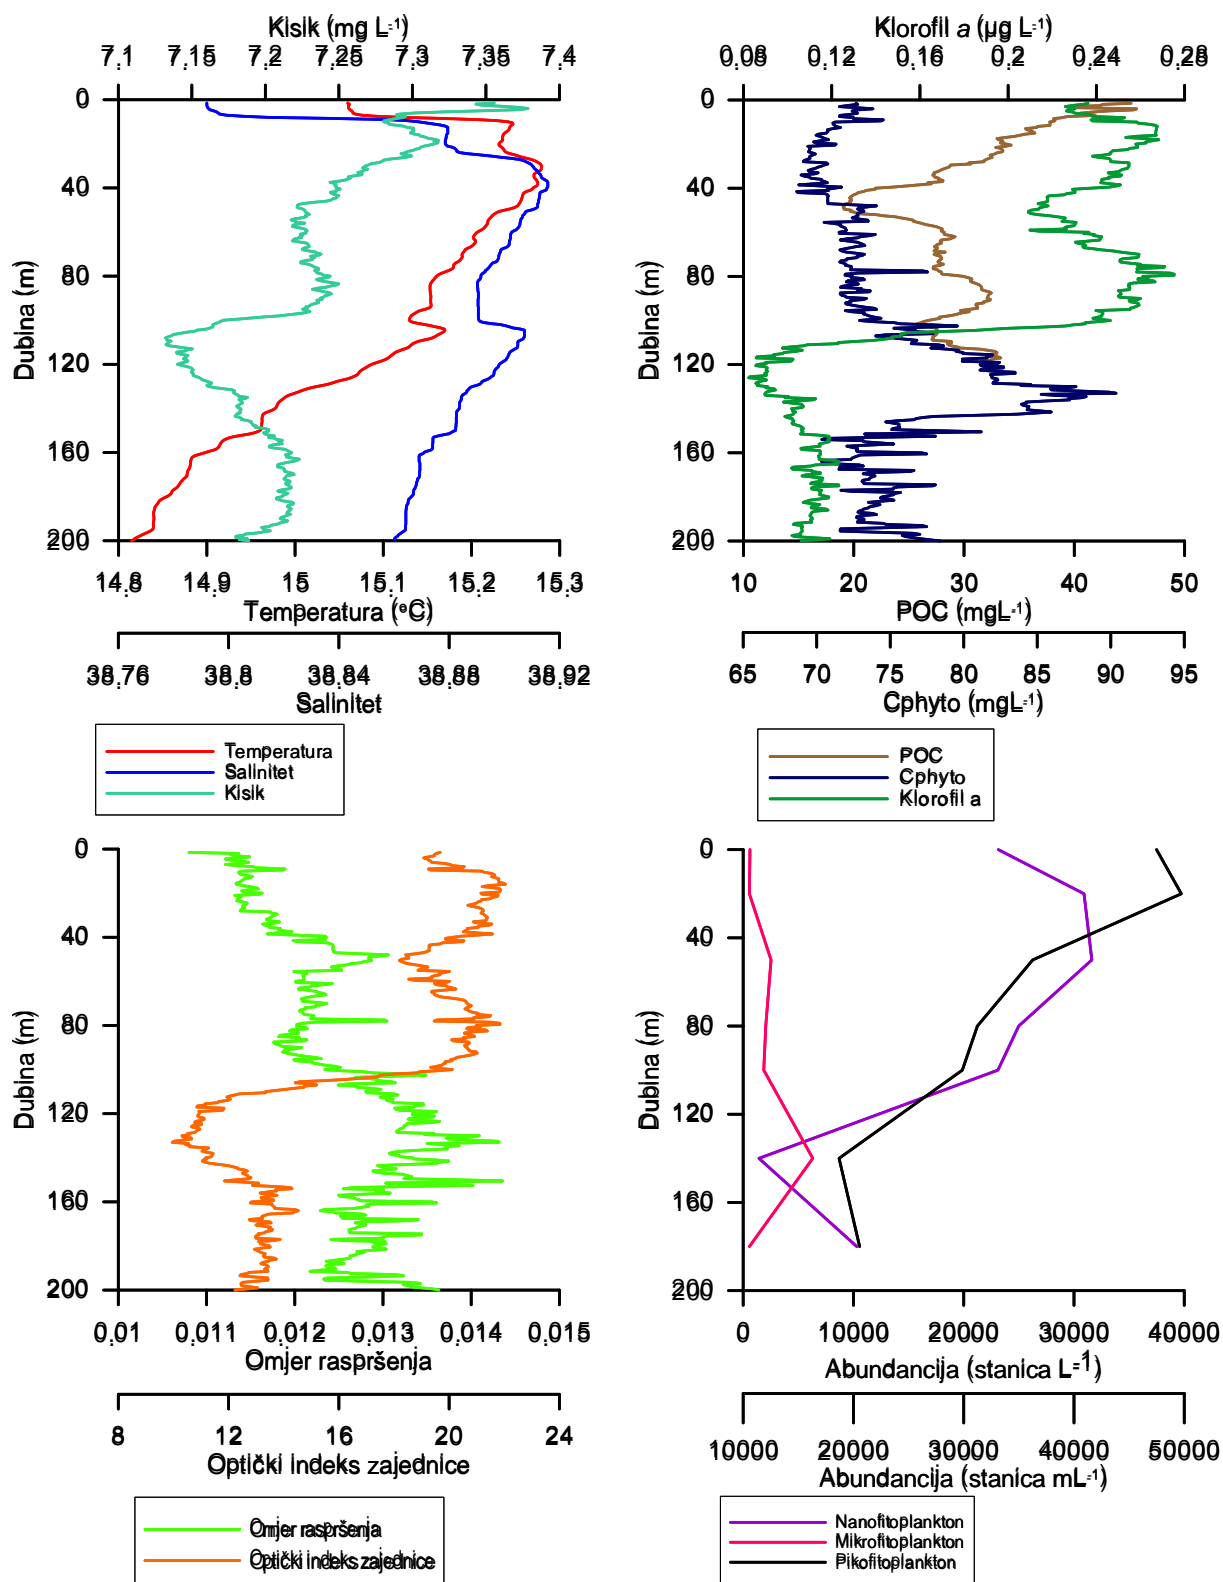 Kisik (mg L-1)
7.1 7.15 7.2 7.25 7.3 7.35 7.4
0
40
80
120
160
200
Dubina (m)
14.8 14.9 15 15.1 15.2 15.3
Temperatura (°C)
38.76 38.8 38.84 38.88 38.92
Salinitet
Temperatura
Salinitet
Kisik
Klorofil a (µg L-1)
0.08 0.12 0.16 0.2 0.24 0.28
0
40
80
120
160
200
Dubina (m)
10 20 30 40 50
POC (mgL-1)
65 70 75 80 85 90 95
Cphyto (mgL-1)
POC
Cphyto
Klorofil a
0
40
80
120
160
200
Dubina (m)
0.01 0.011 0.012 0.013 0.014 0.015
Omjer raspršenja
8 12 16 20 24
Optički indeks zajednice
Omjer raspršenja
Optički indeks zajednice
0
40
80
120
160
200
Dubina (m)
0 10000 20000 30000 40000
Abundancija (stanica L-1)
10000 20000 30000 40000 50000
Abundancija (stanica mL-1)
Nanofitoplankton
Mikrofitoplankton
Pikofitoplankton